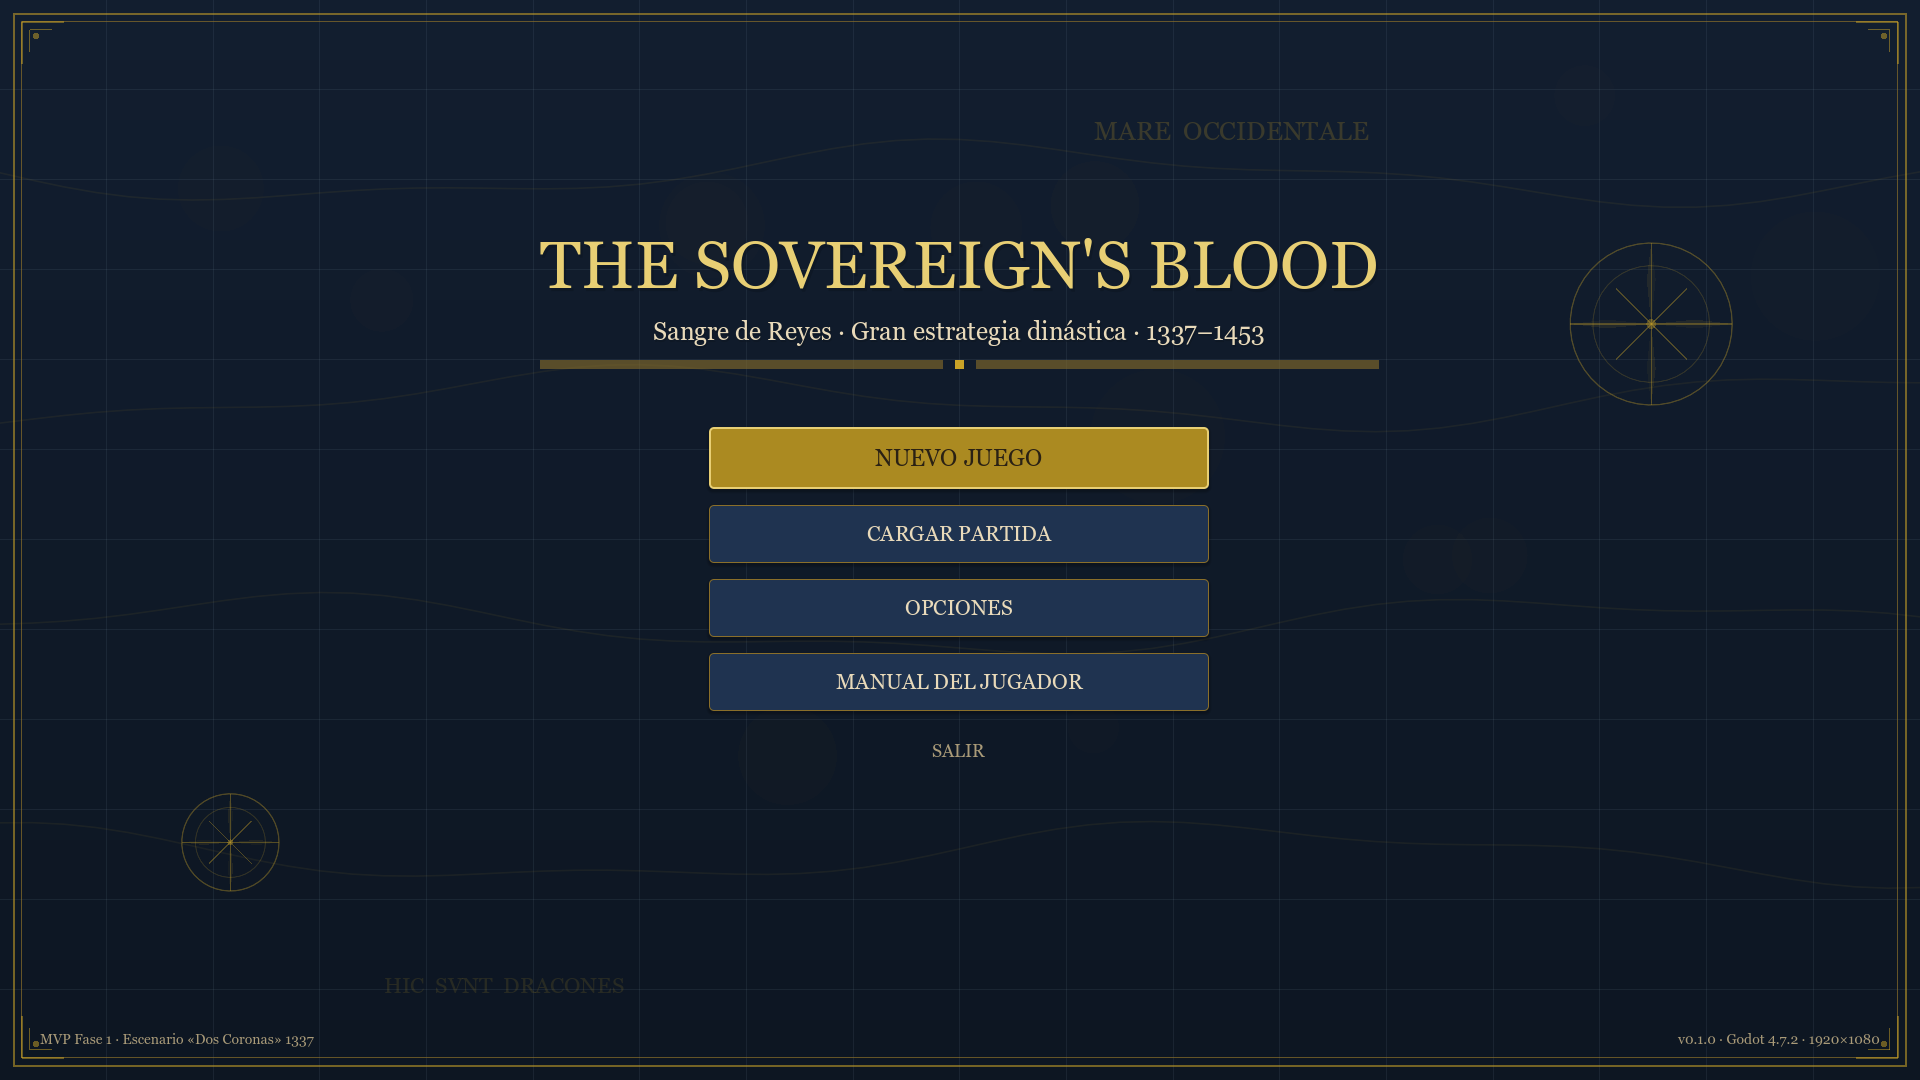 MARE OCCIDENTALE
THE SOVEREIGN'S BLOOD
Sangre de Reyes · Gran estrategia dinástica · 1337–1453
NUEVO JUEGO
CARGAR PARTIDA
OPCIONES
MANUAL DEL JUGADOR
SALIR
HIC SVNT DRACONES
MVP Fase 1 · Escenario «Dos Coronas» 1337
v0.1.0 · Godot 4.7.2 · 1920×1080